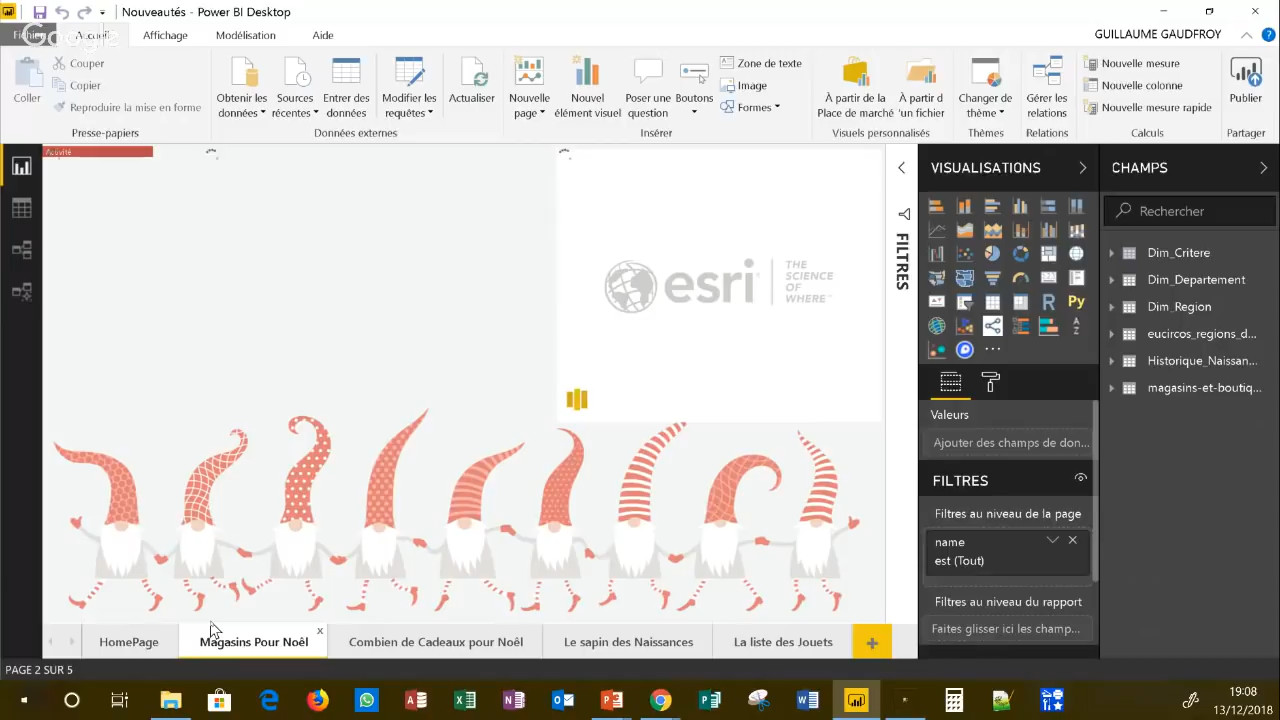 Nouveautés - Power BI Desktop
Google
Fichier Accueil Affichage Modélisation Aide
GUILLAUME GAUDFROY
Coller
Couper
Copier
Reproduire la mise en forme
Presse-papiers
Obtenir les données
Sources récentes
Entrer des données
Modifier les requêtes
Actualiser
Données externes
Nouvelle page
Nouvel élément visuel
Poser une question
Boutons
Zone de texte
Image
Formes
Insérer
À partir de la Place de marché
À partir d 'un fichier
Visuels personnalisés
Changer de thème
Thèmes
Gérer les relations
Relations
Nouvelle mesure
Nouvelle colonne
Nouvelle mesure rapide
Calculs
Publier
Partager
Activité
esri
THE
SCIENCE
OF
WHERE
FILTRES
VISUALISATIONS
R Py
Valeurs
Ajouter des champs de don...
FILTRES
Filtres au niveau de la page
name
est (Tout)
Filtres au niveau du rapport
Faites glisser ici les champ...
CHAMPS
Rechercher
Dim_Critere
Dim_Departement
Dim_Region
eucircos_regions_d...
Historique_Naissan...
magasins-et-boutiq...
HomePage
Magasins Pour Noêl
Combien de Cadeaux pour Noêl
Le sapin des Naissances
La liste des Jouets
PAGE 2 SUR 5
19:08
13/12/2018